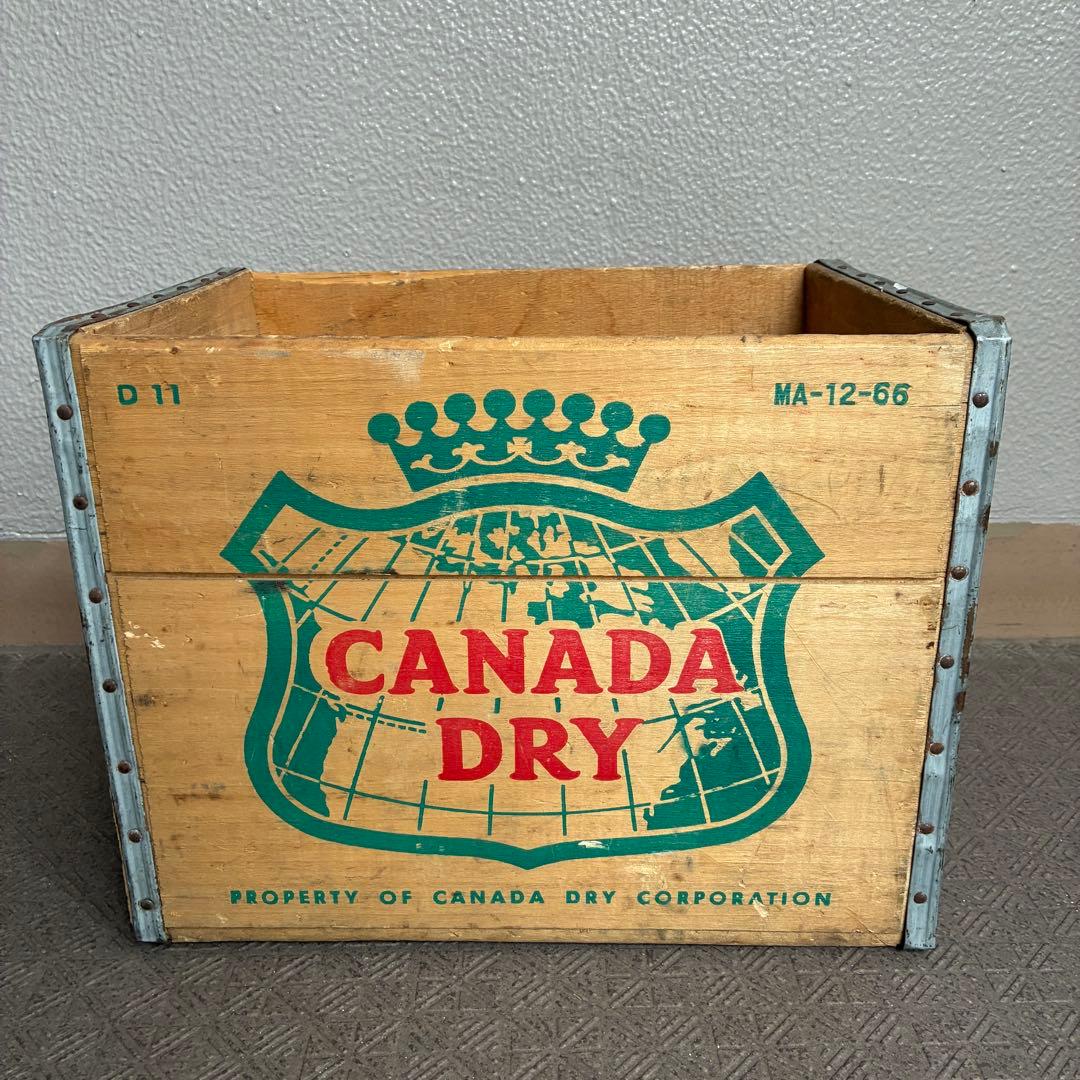 D 11
MA-12-66
CANADA
DRY
PROPERTY OF CANADA DRY CORPORATION